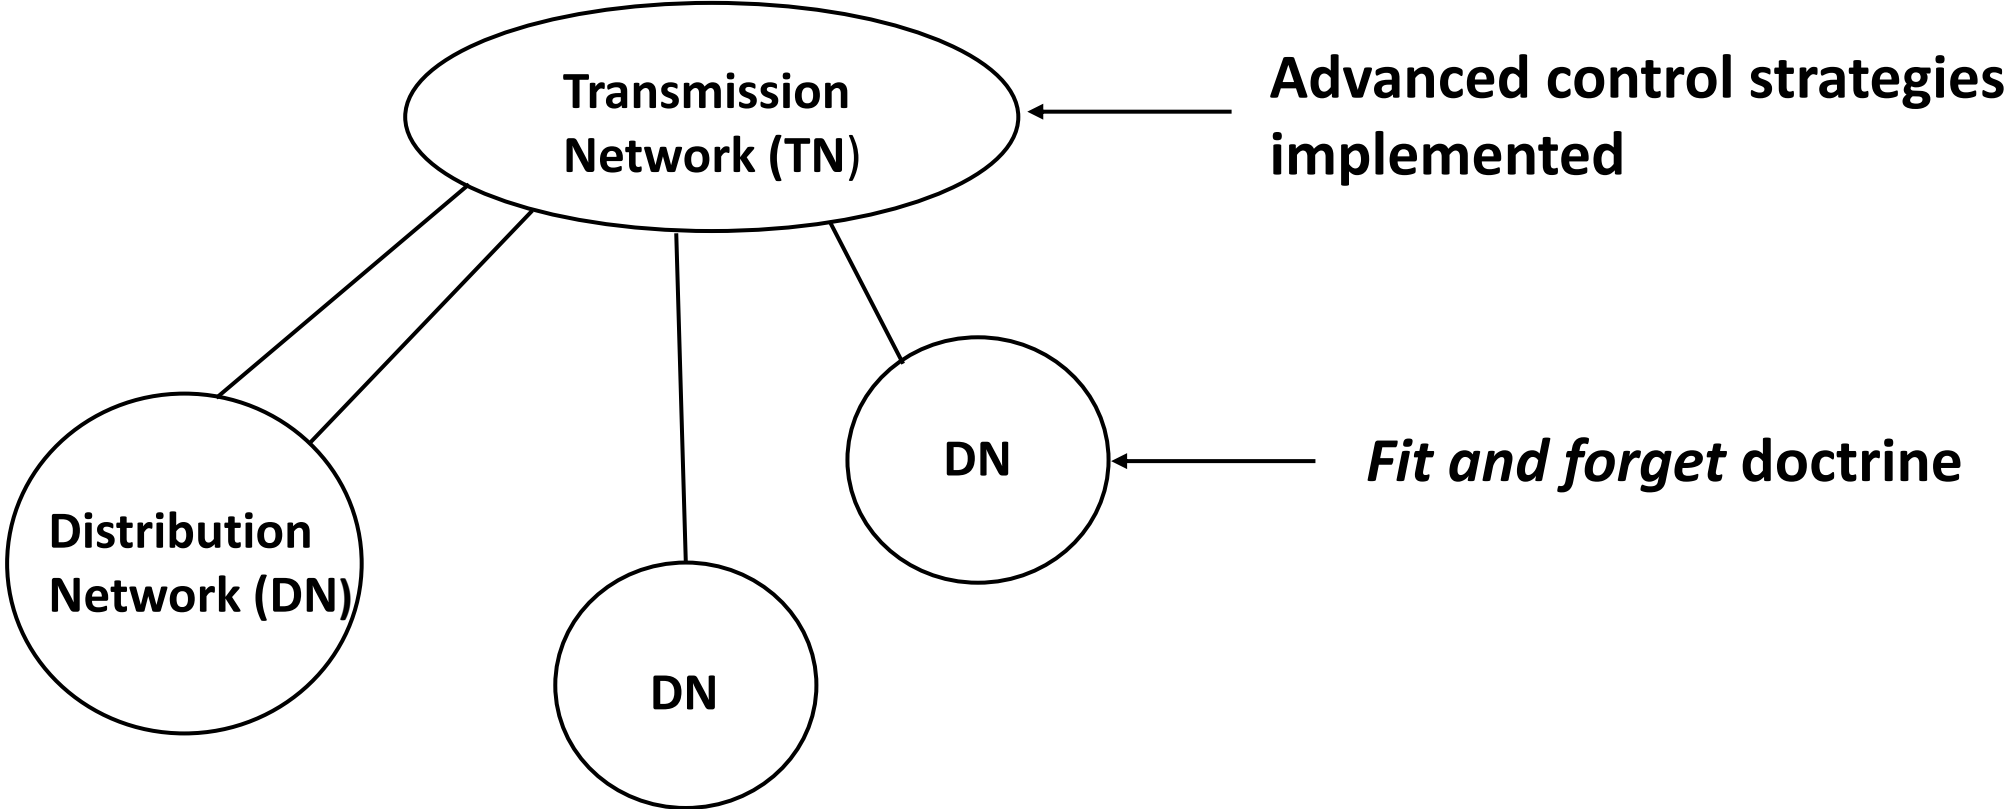 Transmission
Network (TN)
Advanced control strategies
implemented
DN
Fit and forget doctrine
Distribution
Network (DN)
DN